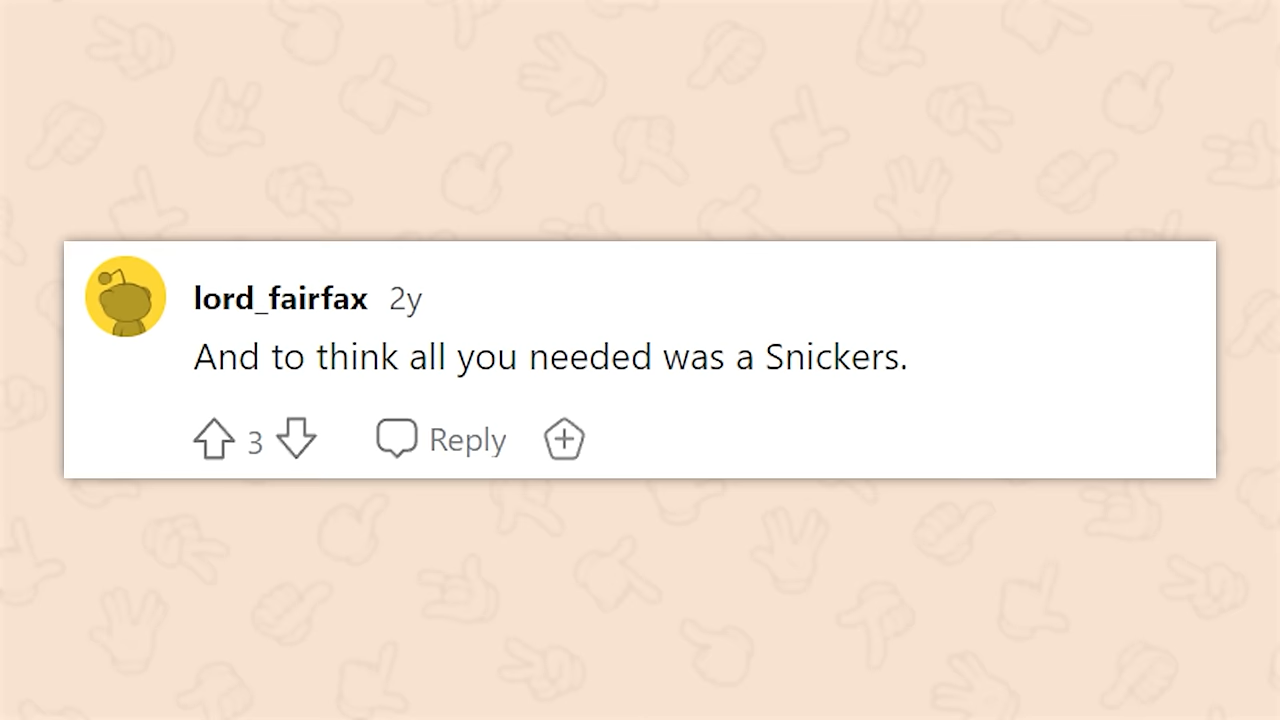 lord_fairfax 2y
And to think all you needed was a Snickers.
3 Reply